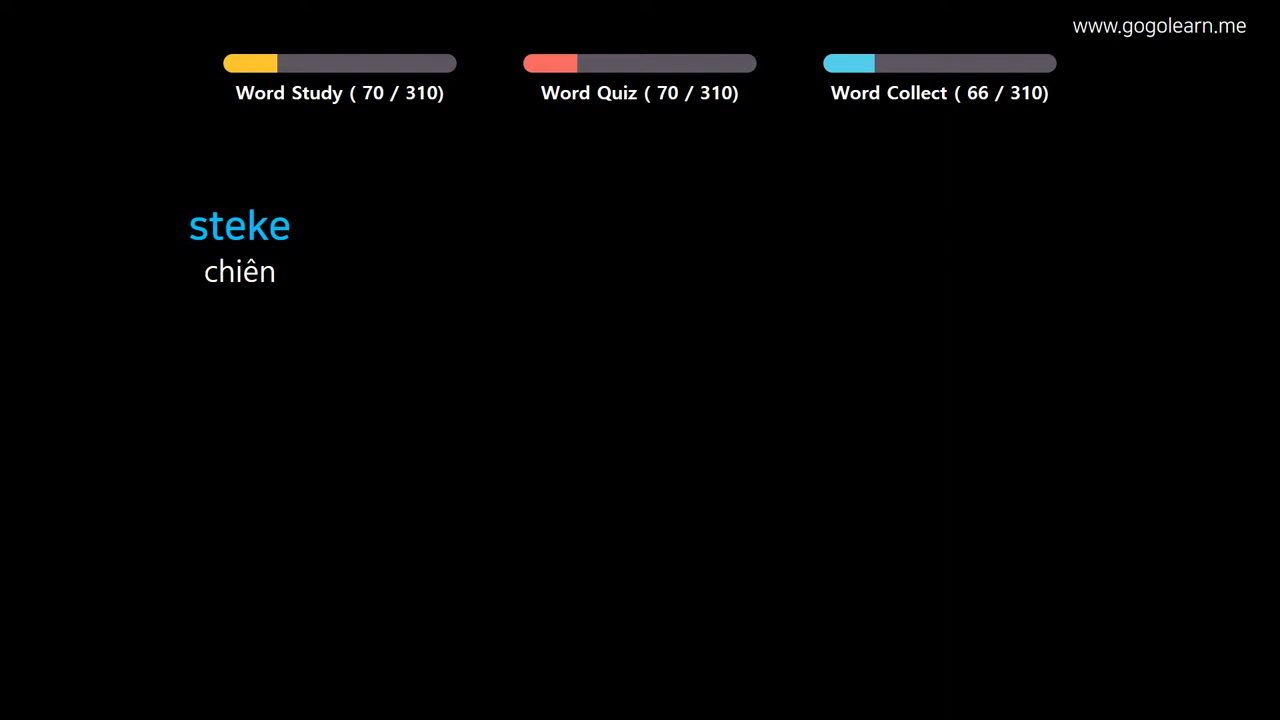 www.gogolearn.me
Word Study ( 70 / 310)
Word Quiz ( 70 / 310)
Word Collect ( 66 / 310)
steke
chiên